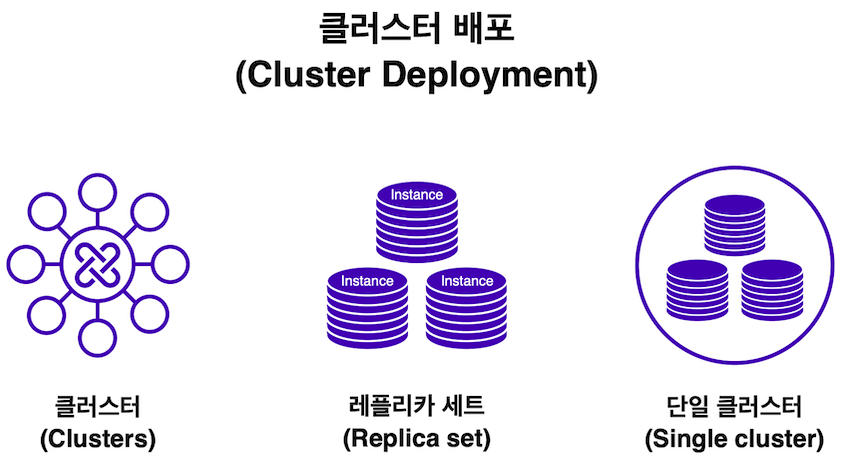 클러스터 배포
(Cluster Deployment)
Instance
Instance
Instance
클러스터
(Clusters)
레플리카 세트
(Replica set)
단일 클러스터
(Single cluster)